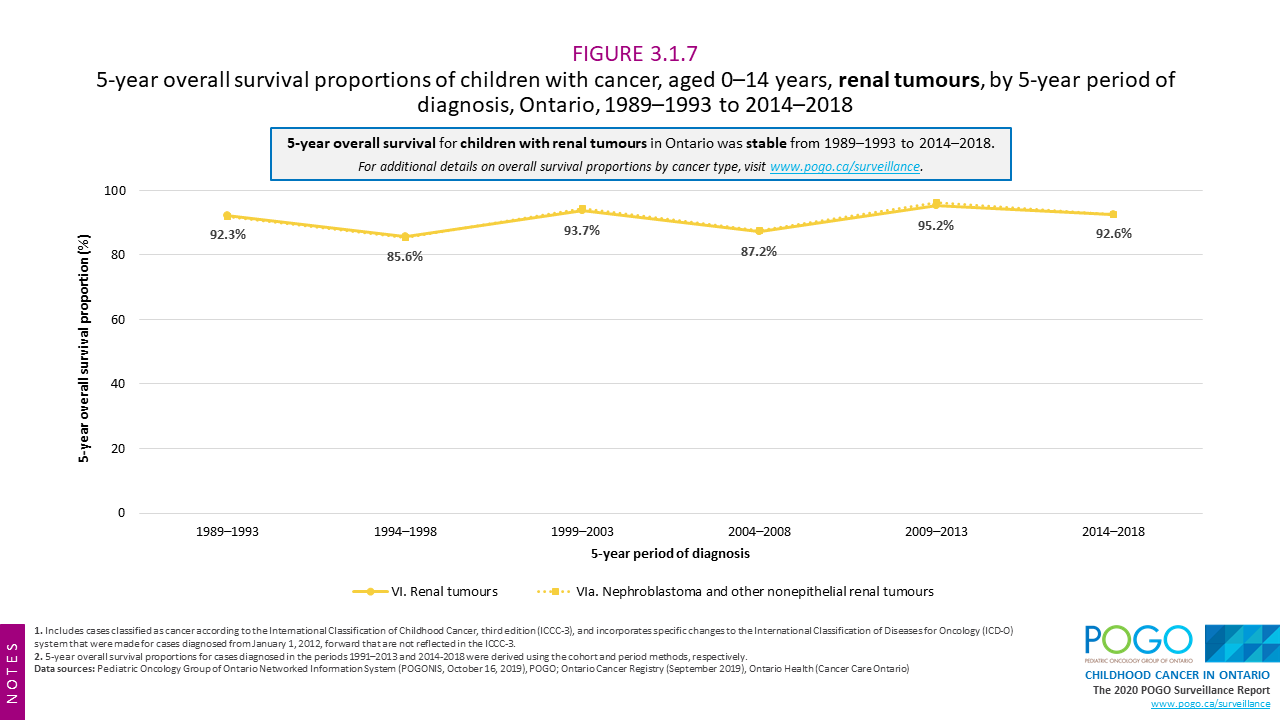 FIGURE 3.1.7
5-year overall survival proportions of children with cancer, aged 0–14 years, renal tumours, by 5-year period of
diagnosis, Ontario, 1989–1993 to 2014–2018
5-year overall survival for children with renal tumours in Ontario was stable from 1989–1993 to 2014–2018.
For additional details on overall survival proportions by cancer type, visit www.pogo.ca/surveillance.
5-year overall survival proportion (%)
100
80
60
40
20
0
92.3%
85.6%
93.7%
87.2%
95.2%
92.6%
1989–1993
1994–1998
1999–2003
2004–2008
2009–2013
2014–2018
5-year period of diagnosis
VI. Renal tumours
VIa. Nephroblastoma and other nonepithelial renal tumours
NOTES
1. Includes cases classified as cancer according to the International Classification of Childhood Cancer, third edition (ICCC-3), and incorporates specific changes to the International Classification of Diseases for Oncology (ICD-O)
system that were made for cases diagnosed from January 1, 2012, forward that are not reflected in the ICCC-3.
2. 5-year overall survival proportions for cases diagnosed in the periods 1991–2013 and 2014-2018 were derived using the cohort and period methods, respectively.
Data sources: Pediatric Oncology Group of Ontario Networked Information System (POGONIS, October 16, 2019), POGO; Ontario Cancer Registry (September 2019), Ontario Health (Cancer Care Ontario)
POGO
PEDIATRIC ONCOLOGY GROUP OF ONTARIO
CHILDHOOD CANCER IN ONTARIO
The 2020 POGO Surveillance Report
www.pogo.ca/surveillance